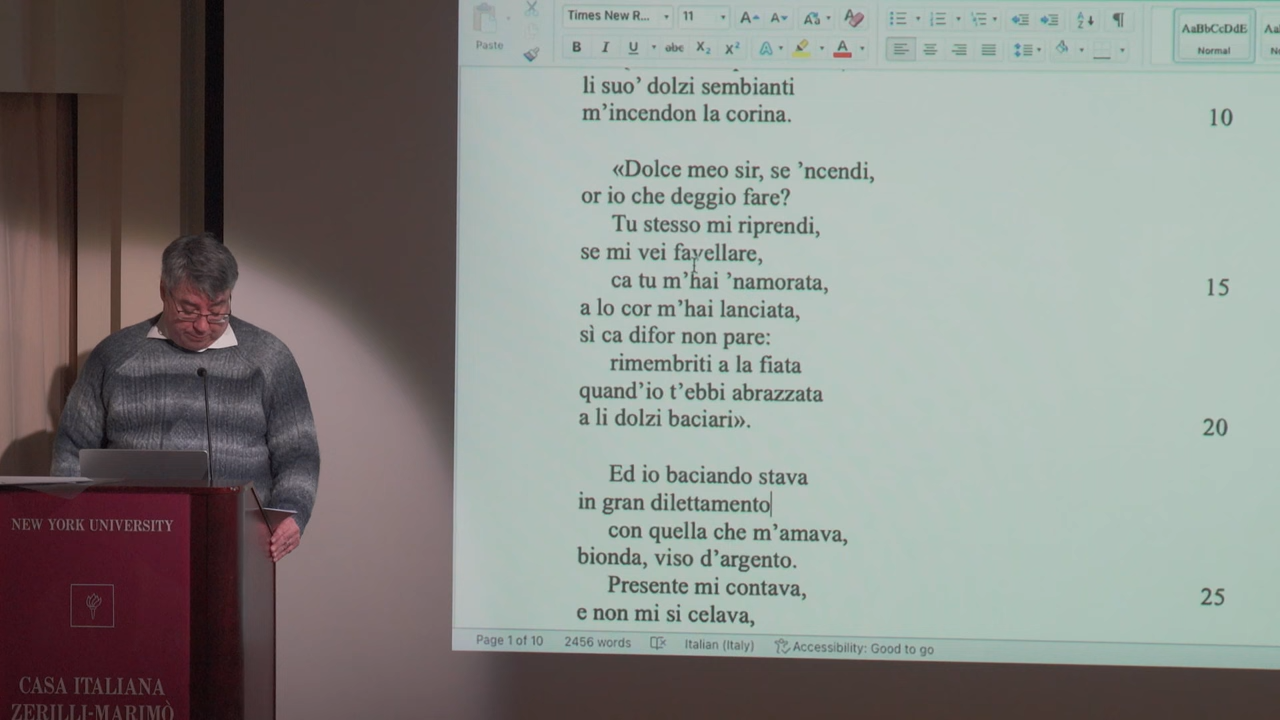 Times New R...
11
Paste
B I U abc X₂ X² A A
AaBbCcDdE
Normal
li suo’ dolzi sembianti
m’incendon la corina.
10
«Dolce meo sir, se ’ncendi,
or io che deggio fare?
Tu stesso mi riprendi,
se mi vei favellare,
ca tu m’hai ’namorata,
15
a lo cor m’hai lanciata,
sì ca difor non pare:
rimembriti a la fiata
quand’io t’ebbi abrazzata
a li dolzi baciari».
20
Ed io baciando stava
in gran dilettamento
con quella che m’amava,
bionda, viso d’argento.
Presente mi contava,
25
e non mi si celava,
Page 1 of 10
2456 words
Italian (Italy)
Accessibility: Good to go
NEW YORK UNIVERSITY
CASA ITALIANA
ZERILLI-MARIMÒ